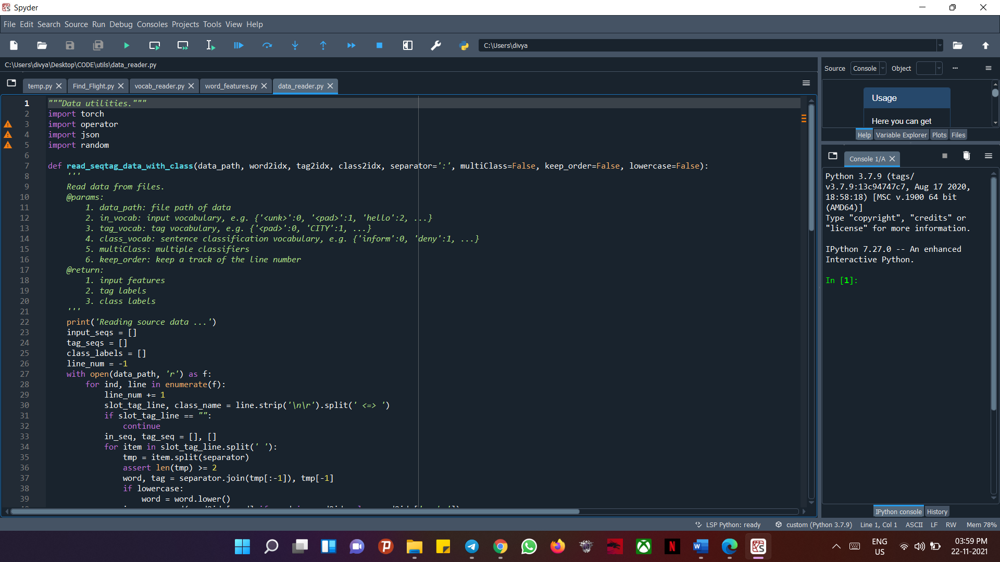 Spyder
File Edit Search Source Run Debug Consoles Projects Tools View Help
C:\Users\divya
C:\Users\divya\Desktop\CODE\utils\data_reader.py
temp.py Find_Flight.py vocab_reader.py word_features.py data_reader.py
1 """Data utilities."""
2 import torch
3 import operator
4 import json
5 import random
6
7 def read_seqtag_data_with_class(data_path, word2idx, tag2idx, class2idx, separator=':', multiClass=False, keep_order=False, lowercase=False):
8 '''
9 Read data from files.
10 @params:
11 1. data_path: file path of data
12 2. in_vocab: input vocabulary, e.g. {'<unk>':0, '<pad>':1, 'hello':2, ...}
13 3. tag_vocab: tag vocabulary, e.g. {'<pad>':0, 'CITY':1, ...}
14 4. class_vocab: sentence classification vocabulary, e.g. {'inform':0, 'deny':1, ...}
15 5. multiClass: multiple classifiers
16 6. keep_order: keep a track of the line number
17 @return:
18 1. input features
19 2. tag labels
20 3. class labels
21 '''
22 print('Reading source data ...')
23 input_seqs = []
24 tag_seqs = []
25 class_labels = []
26 line_num = -1
27 with open(data_path, 'r') as f:
28 for ind, line in enumerate(f):
29 line_num += 1
30 slot_tag_line, class_name = line.strip('\n\r').split(' <=> ')
31 if slot_tag_line == "":
32 continue
33 in_seq, tag_seq = [], []
34 for item in slot_tag_line.split(' '):
35 tmp = item.split(separator)
36 assert len(tmp) >= 2
37 word, tag = separator.join(tmp[:-1]), tmp[-1]
38 if lowercase:
39 word = word.lower()
Source Console Object
Usage
Here you can get
Help Variable Explorer Plots Files
Console 1/A
Python 3.7.9 (tags/
v3.7.9:13c94747c7, Aug 17 2020,
18:58:18) [MSC v.1900 64 bit
(AMD64)]
Type "copyright", "credits" or
"license" for more information.
IPython 7.27.0 -- An enhanced
Interactive Python.
In [1]:
IPython console History
LSP Python: ready custom (Python 3.7.9) Line 1, Col 1 ASCII LF RW Mem 78%
ENG
US
03:59 PM
22-11-2021